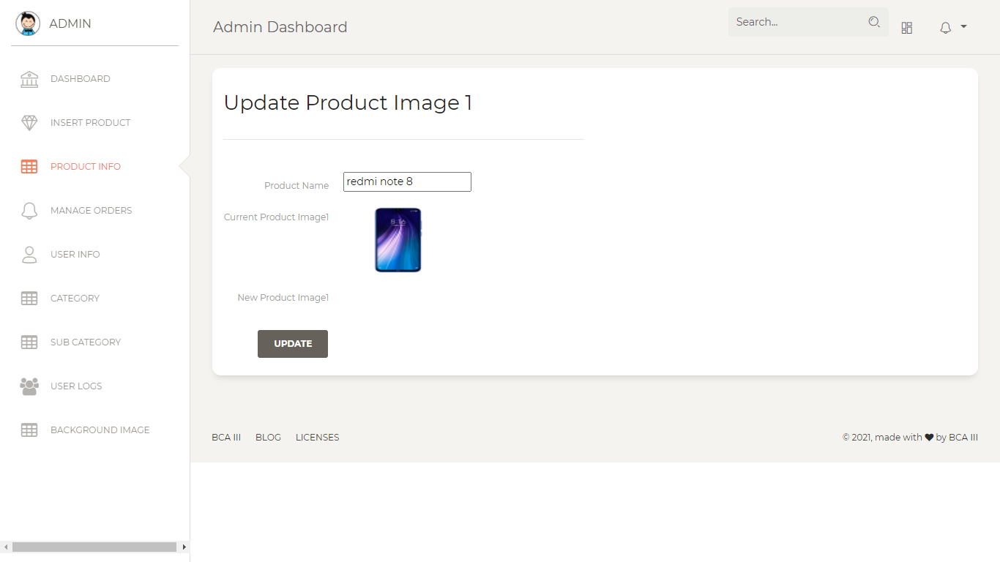 ADMIN
DASHBOARD
INSERT PRODUCT
PRODUCT INFO
MANAGE ORDERS
USER INFO
CATEGORY
SUB CATEGORY
USER LOGS
BACKGROUND IMAGE
Admin Dashboard
Search...
Update Product Image 1
Product Name
redmi note 8
Current Product Image1
8:16
New Product Image1
UPDATE
BCA III BLOG LICENSES
© 2021, made with ♥ by BCA III